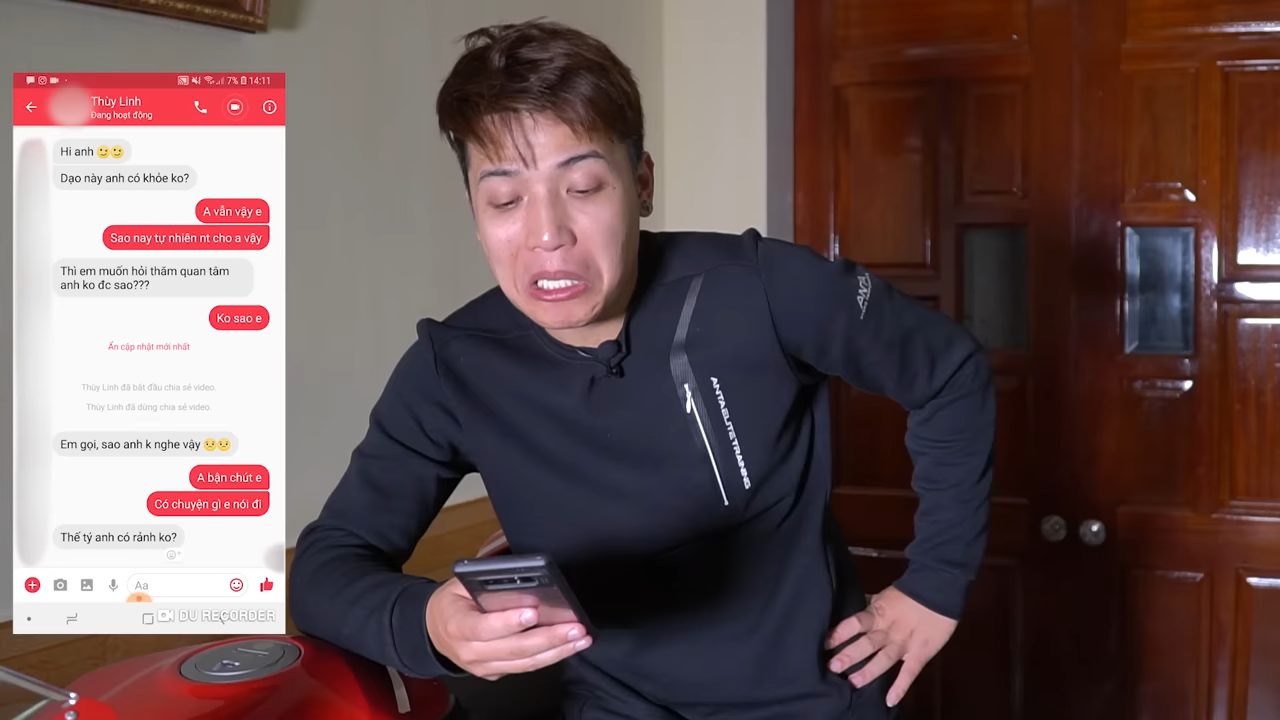 7% 14:11
Thùy Linh
Đang hoạt động
Hi anh
Dạo này anh có khỏe ko?
A vẫn vậy e
Sao nay tự nhiên nt cho a vậy
Thì em muốn hỏi thăm quan tâm
anh ko đc sao???
Ko sao e
Ẩn cập nhật mới nhất
Thùy Linh đã bắt đầu chia sẻ video.
Thùy Linh đã dừng chia sẻ video.
Em gọi, sao anh k nghe vậy
A bận chút e
Có chuyện gì e nói đi
Thế tý anh có rảnh ko?
Aa
DU RECORDER
ANTA
ANTA ELITE TRAINING